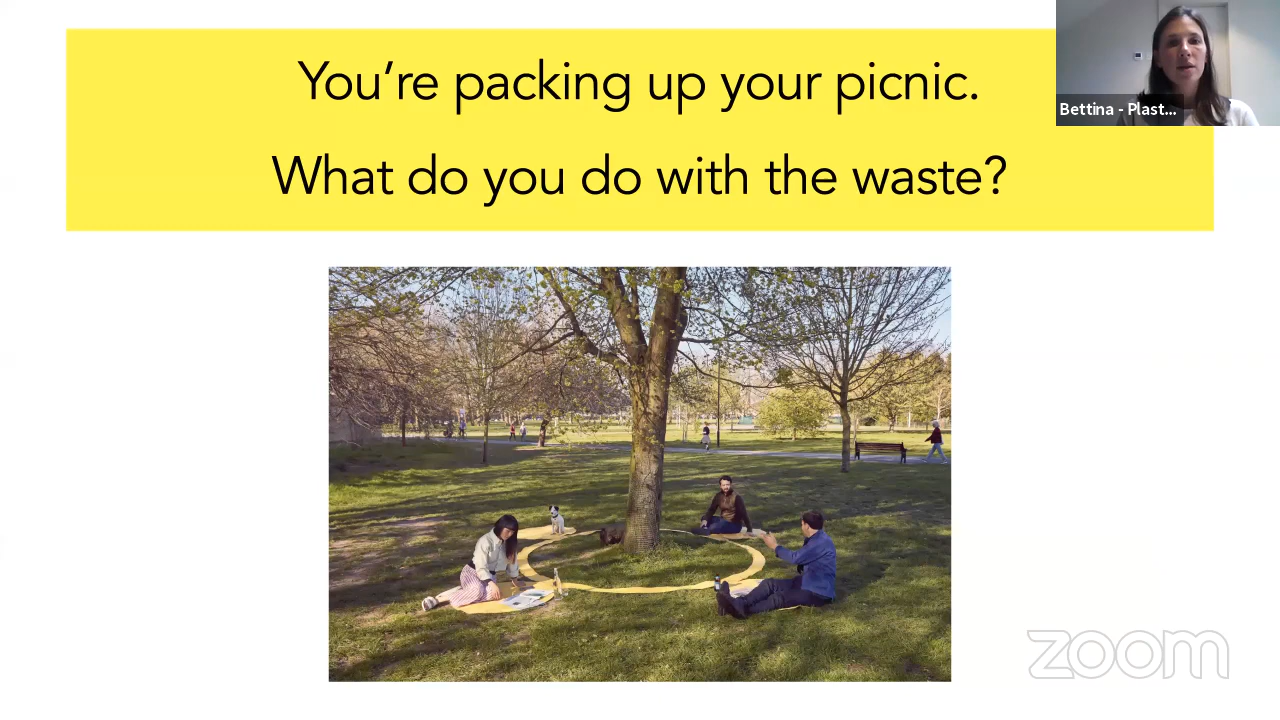 You’re packing up your picnic.
What do you do with the waste?
Bettina - Plast...
zoom